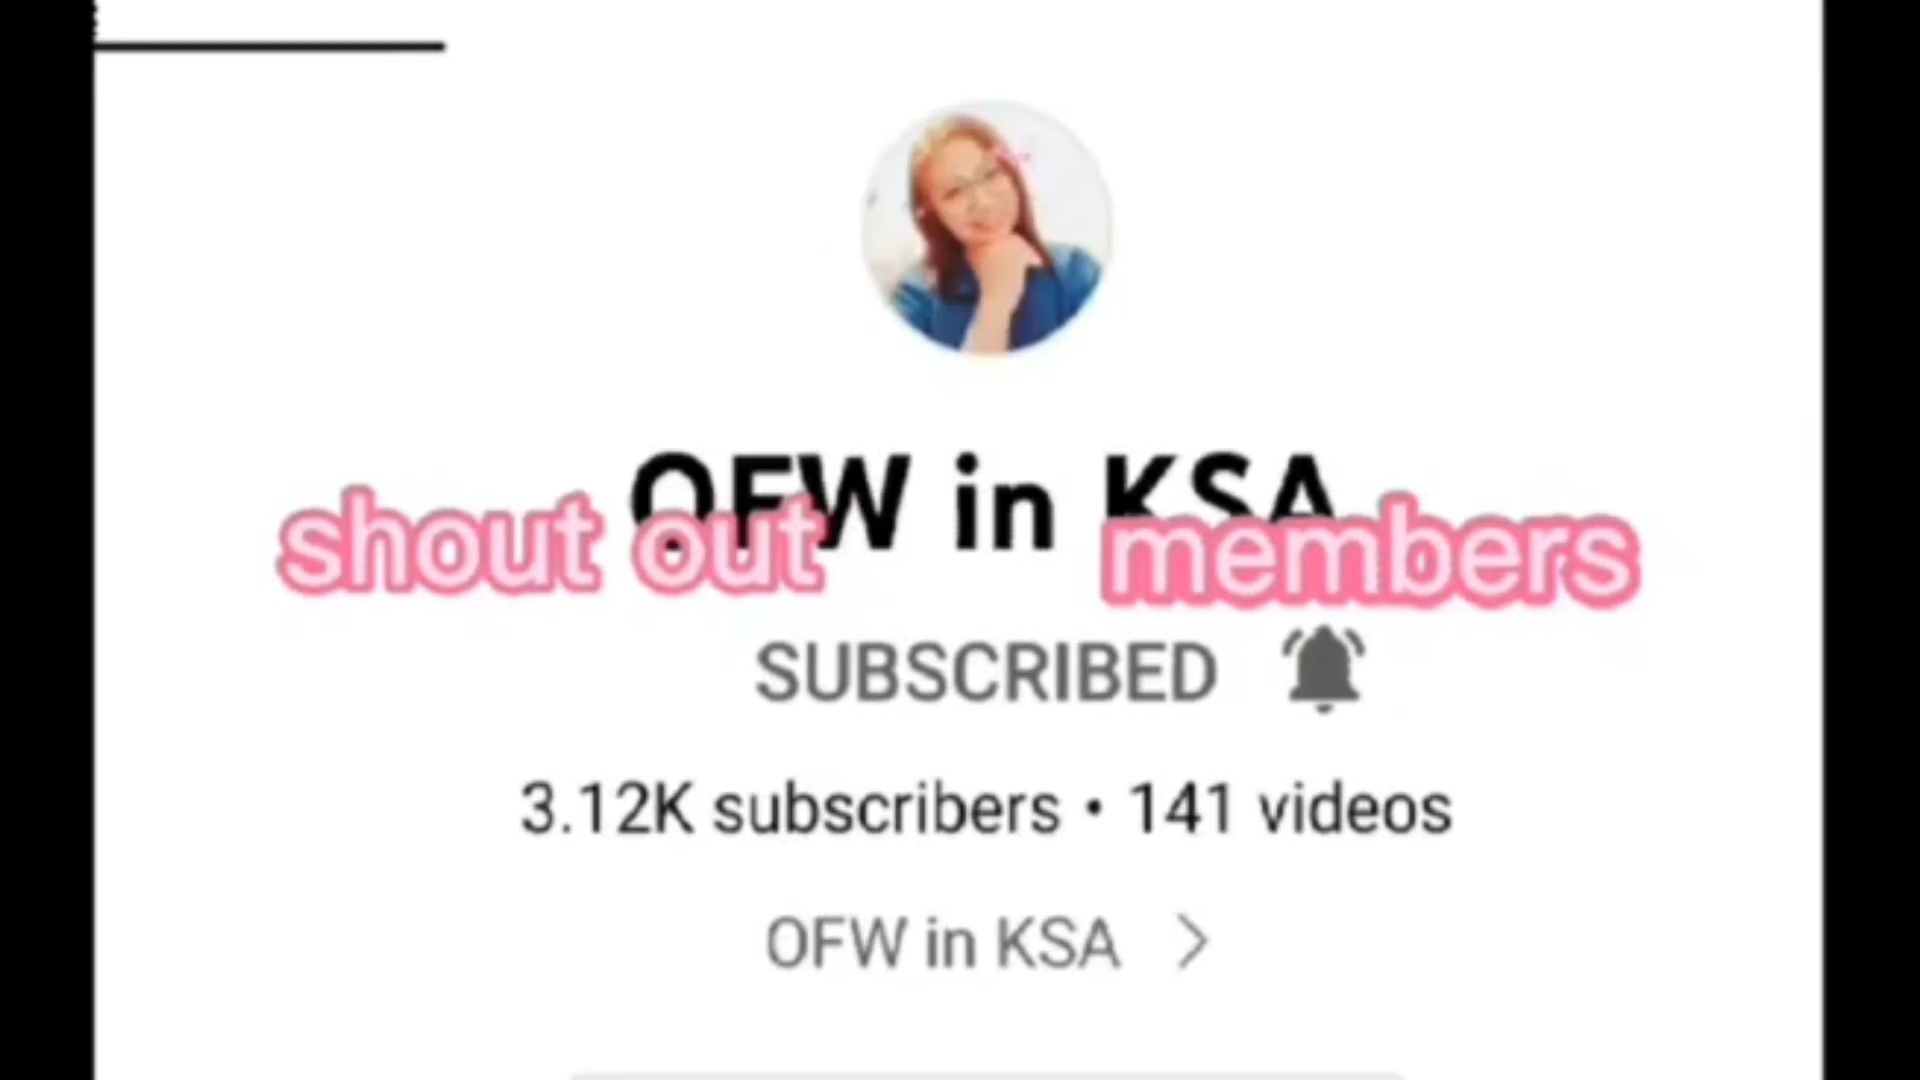 OFW in KSA
shout out members
SUBSCRIBED
3.12K subscribers • 141 videos
OFW in KSA >